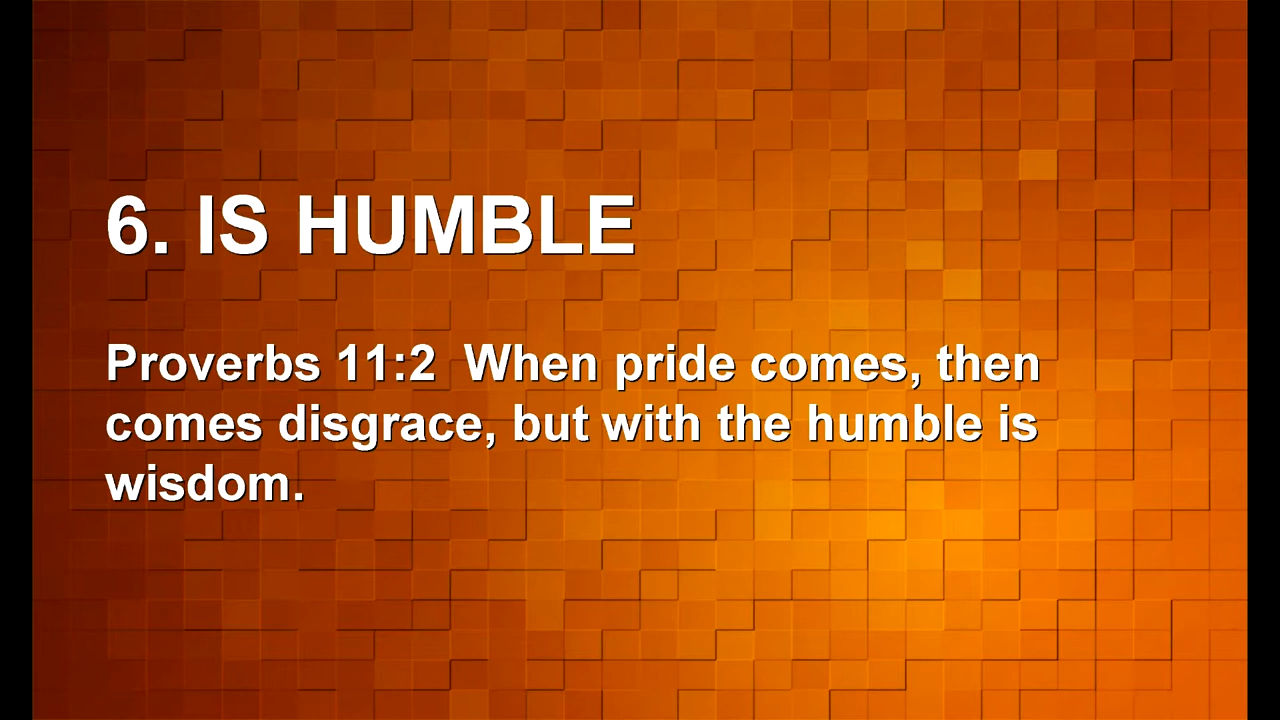 6. IS HUMBLE
Proverbs 11:2  When pride comes, then
comes disgrace, but with the humble is
wisdom.